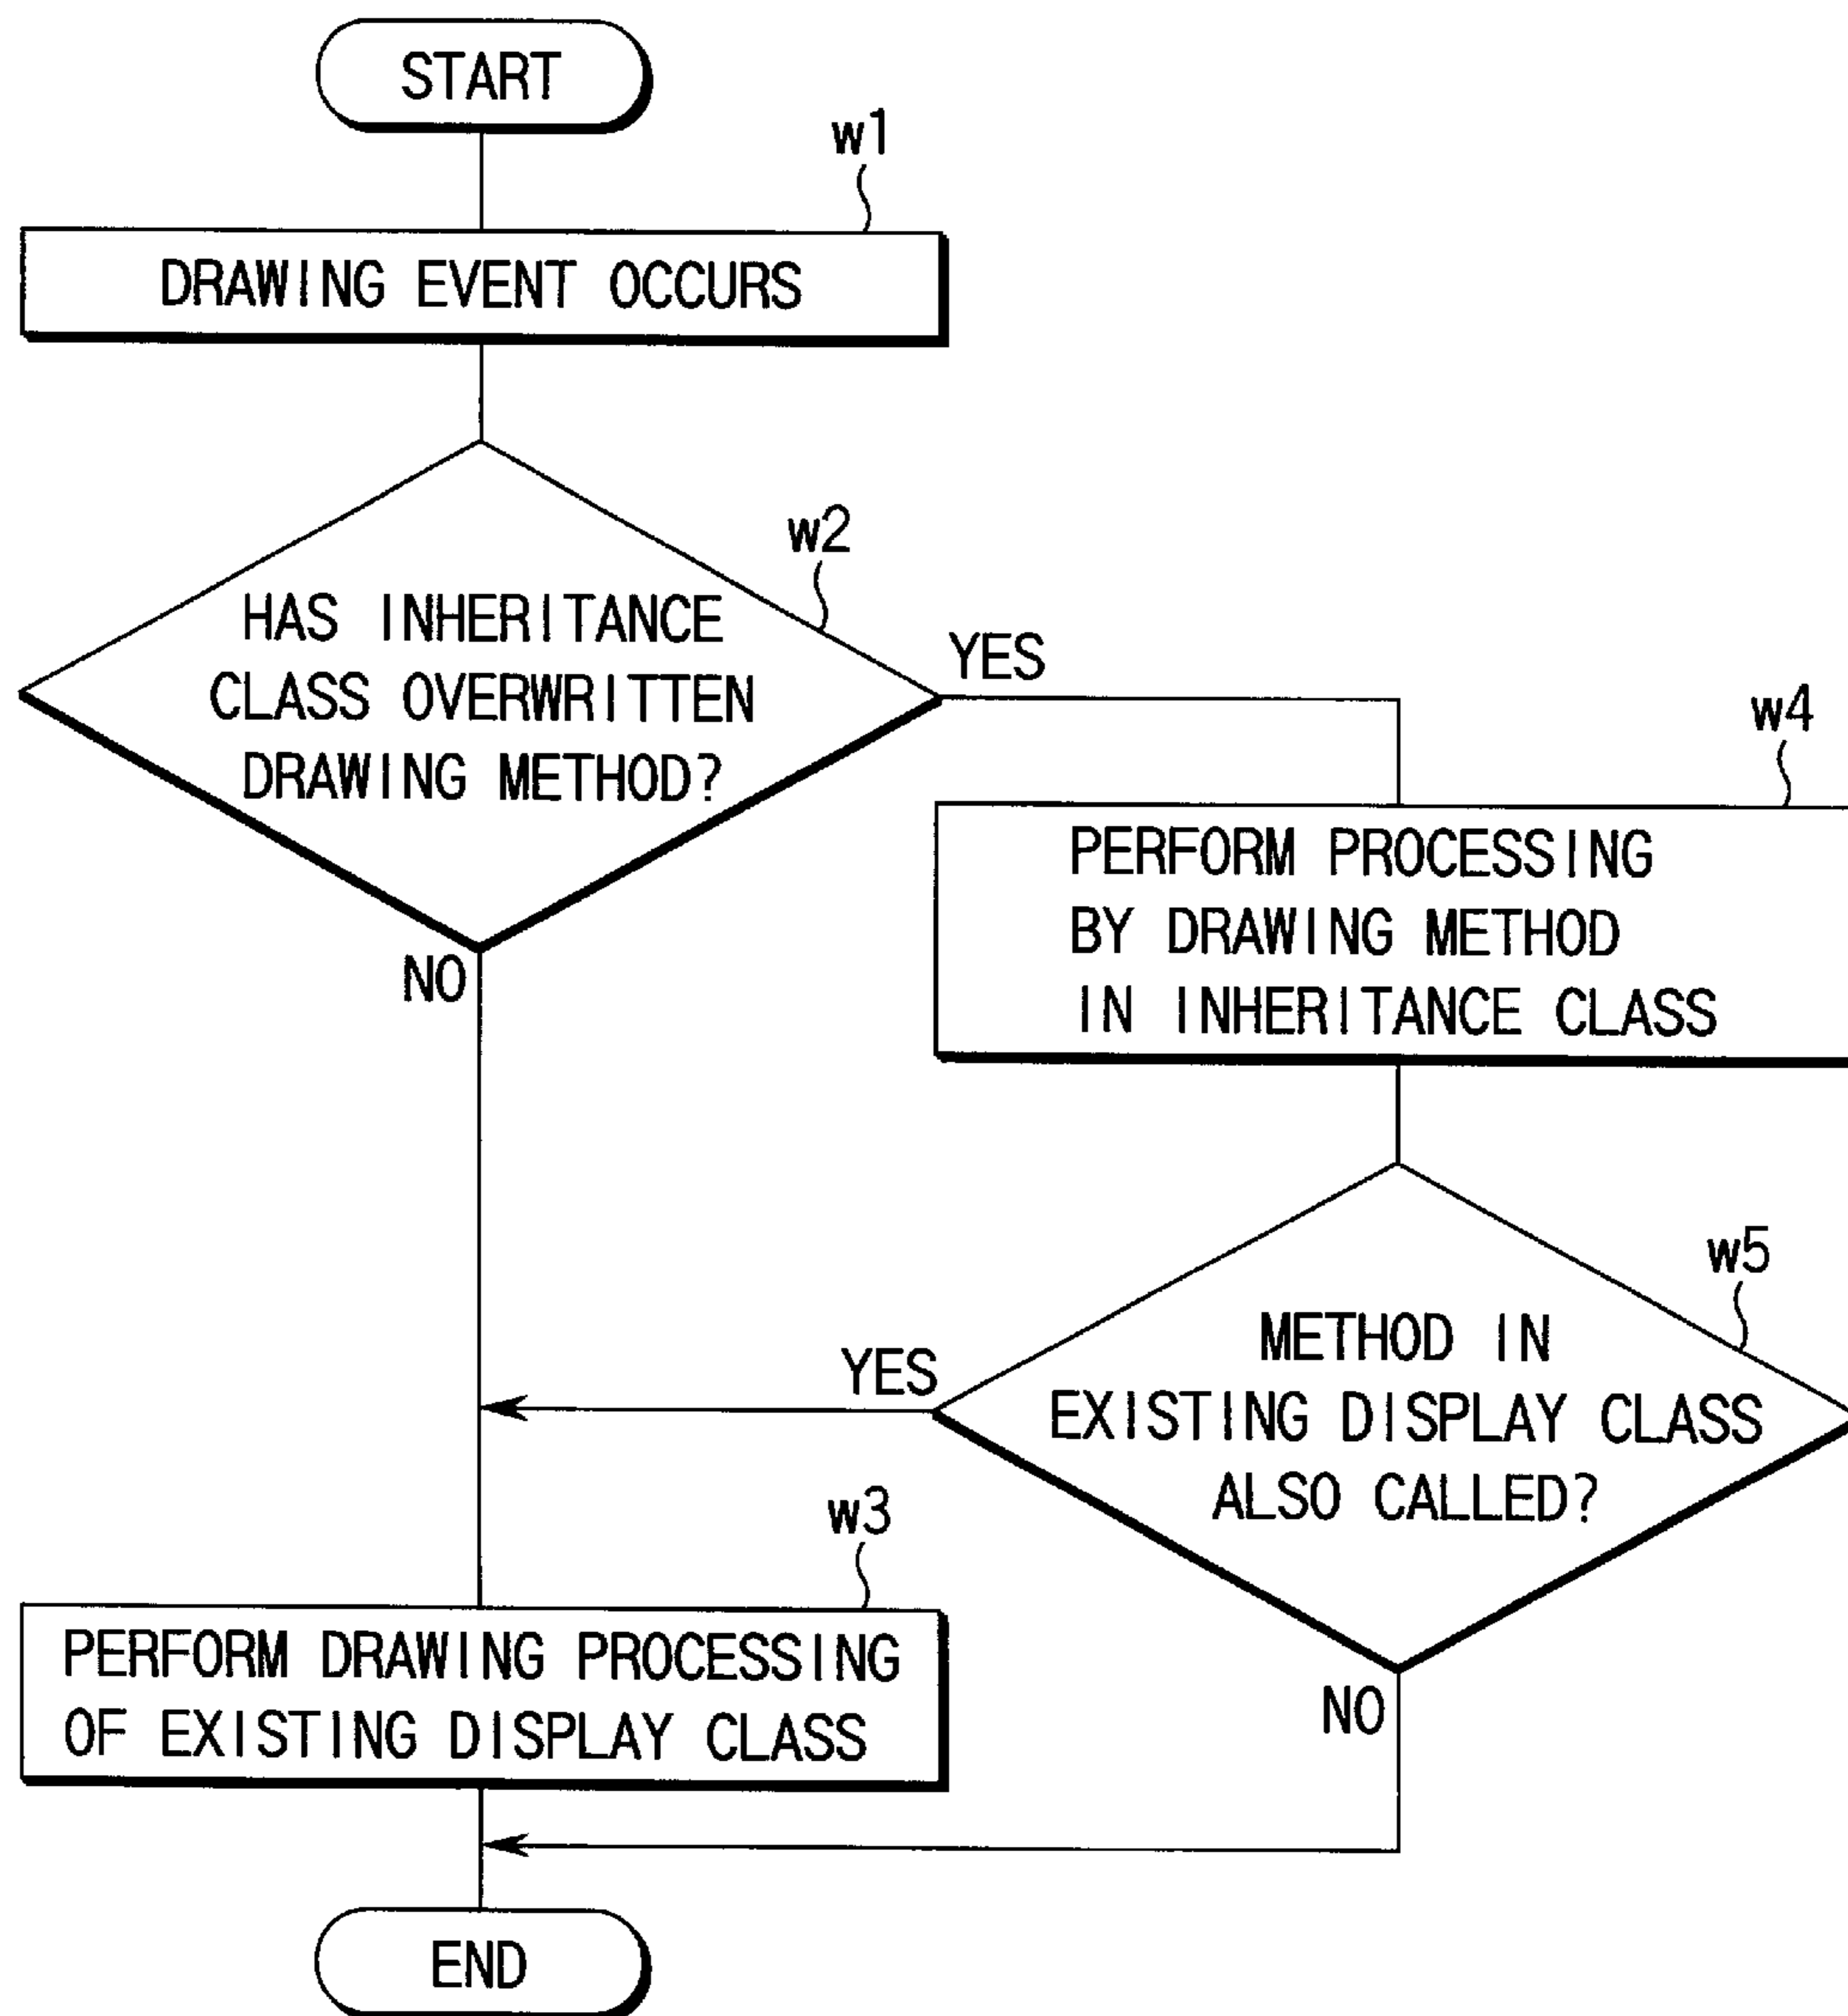 START
w1
DRAWING EVENT OCCURS
w2
HAS INHERITANCE
CLASS OVERWRITTEN
DRAWING METHOD?
YES
NO
w4
PERFORM PROCESSING
BY DRAWING METHOD
IN INHERITANCE CLASS
w5
METHOD IN
EXISTING DISPLAY CLASS
ALSO CALLED?
YES
NO
w3
PERFORM DRAWING PROCESSING
OF EXISTING DISPLAY CLASS
END